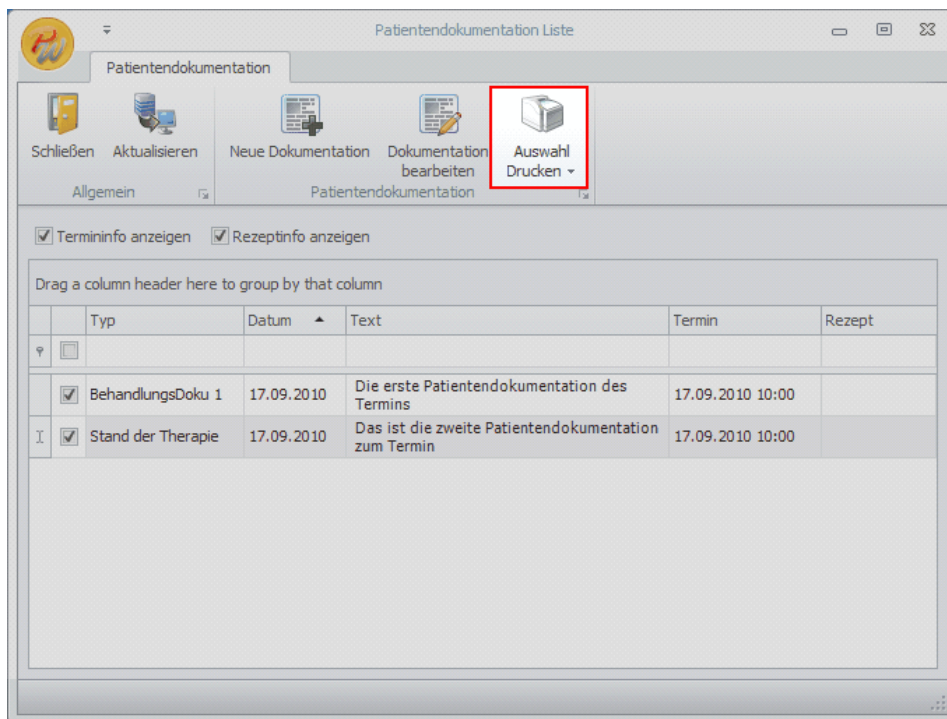 PW
Patientendokumentation Liste
Patientendokumentation
Schließen
Aktualisieren
Neue Dokumentation
Dokumentation
bearbeiten
Auswahl
Drucken
Allgemein
Patientendokumentation
Termininfo anzeigen
Rezeptinfo anzeigen
Drag a column header here to group by that column
Typ Datum Text Termin Rezept
BehandlungsDoku 1 17.09.2010 Die erste Patientendokumentation des
Termins 17.09.2010 10:00
Stand der Therapie 17.09.2010 Das ist die zweite Patientendokumentation
zum Termin 17.09.2010 10:00